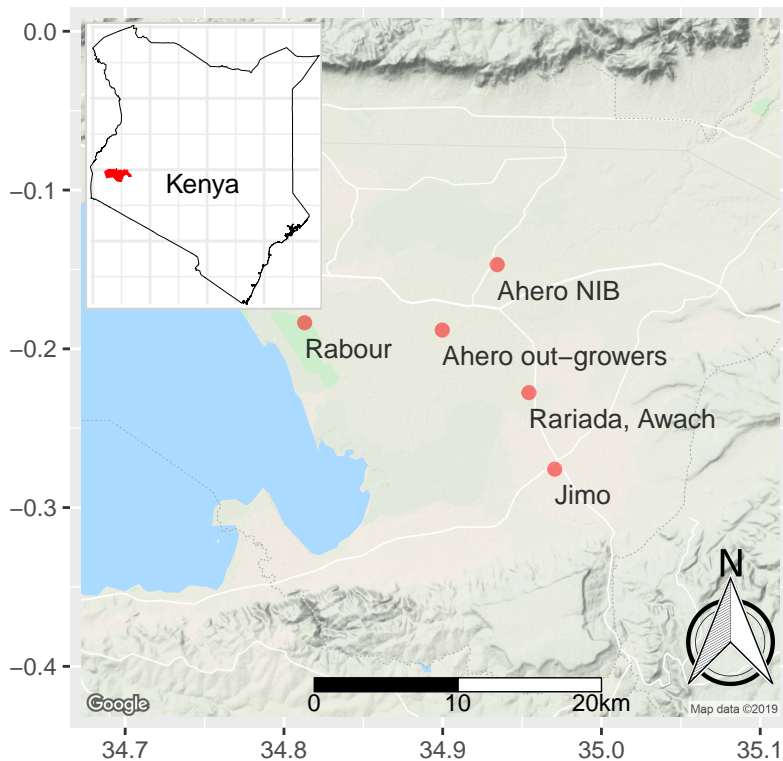 0.0
Kenya
−0.1
Ahero NIB
Rabour
Ahero out−growers
−0.2
Rariada, Awach
Jimo
−0.3
N
−0.4
Google
0
10
20km
Map data ©2019
34.7
34.8
34.9
35.0
35.1